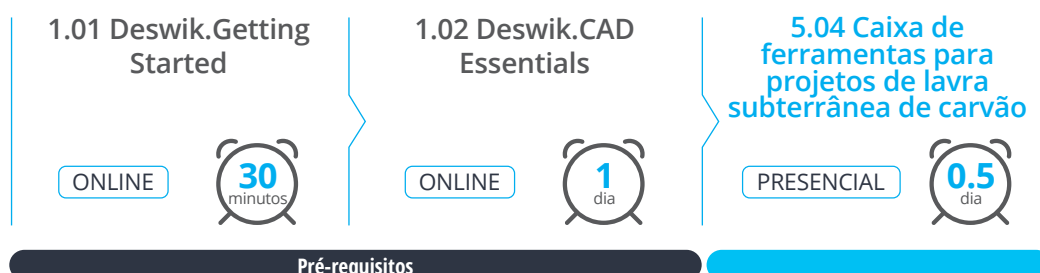 1.01 Deswik.Getting
Started
ONLINE
30
minutos
1.02 Deswik.CAD
Essentials
ONLINE
1
dia
5.04 Caixa de
ferramentas para
projetos de lavra
subterrânea de carvão
PRESENCIAL
0.5
dia
Pré-requisitos